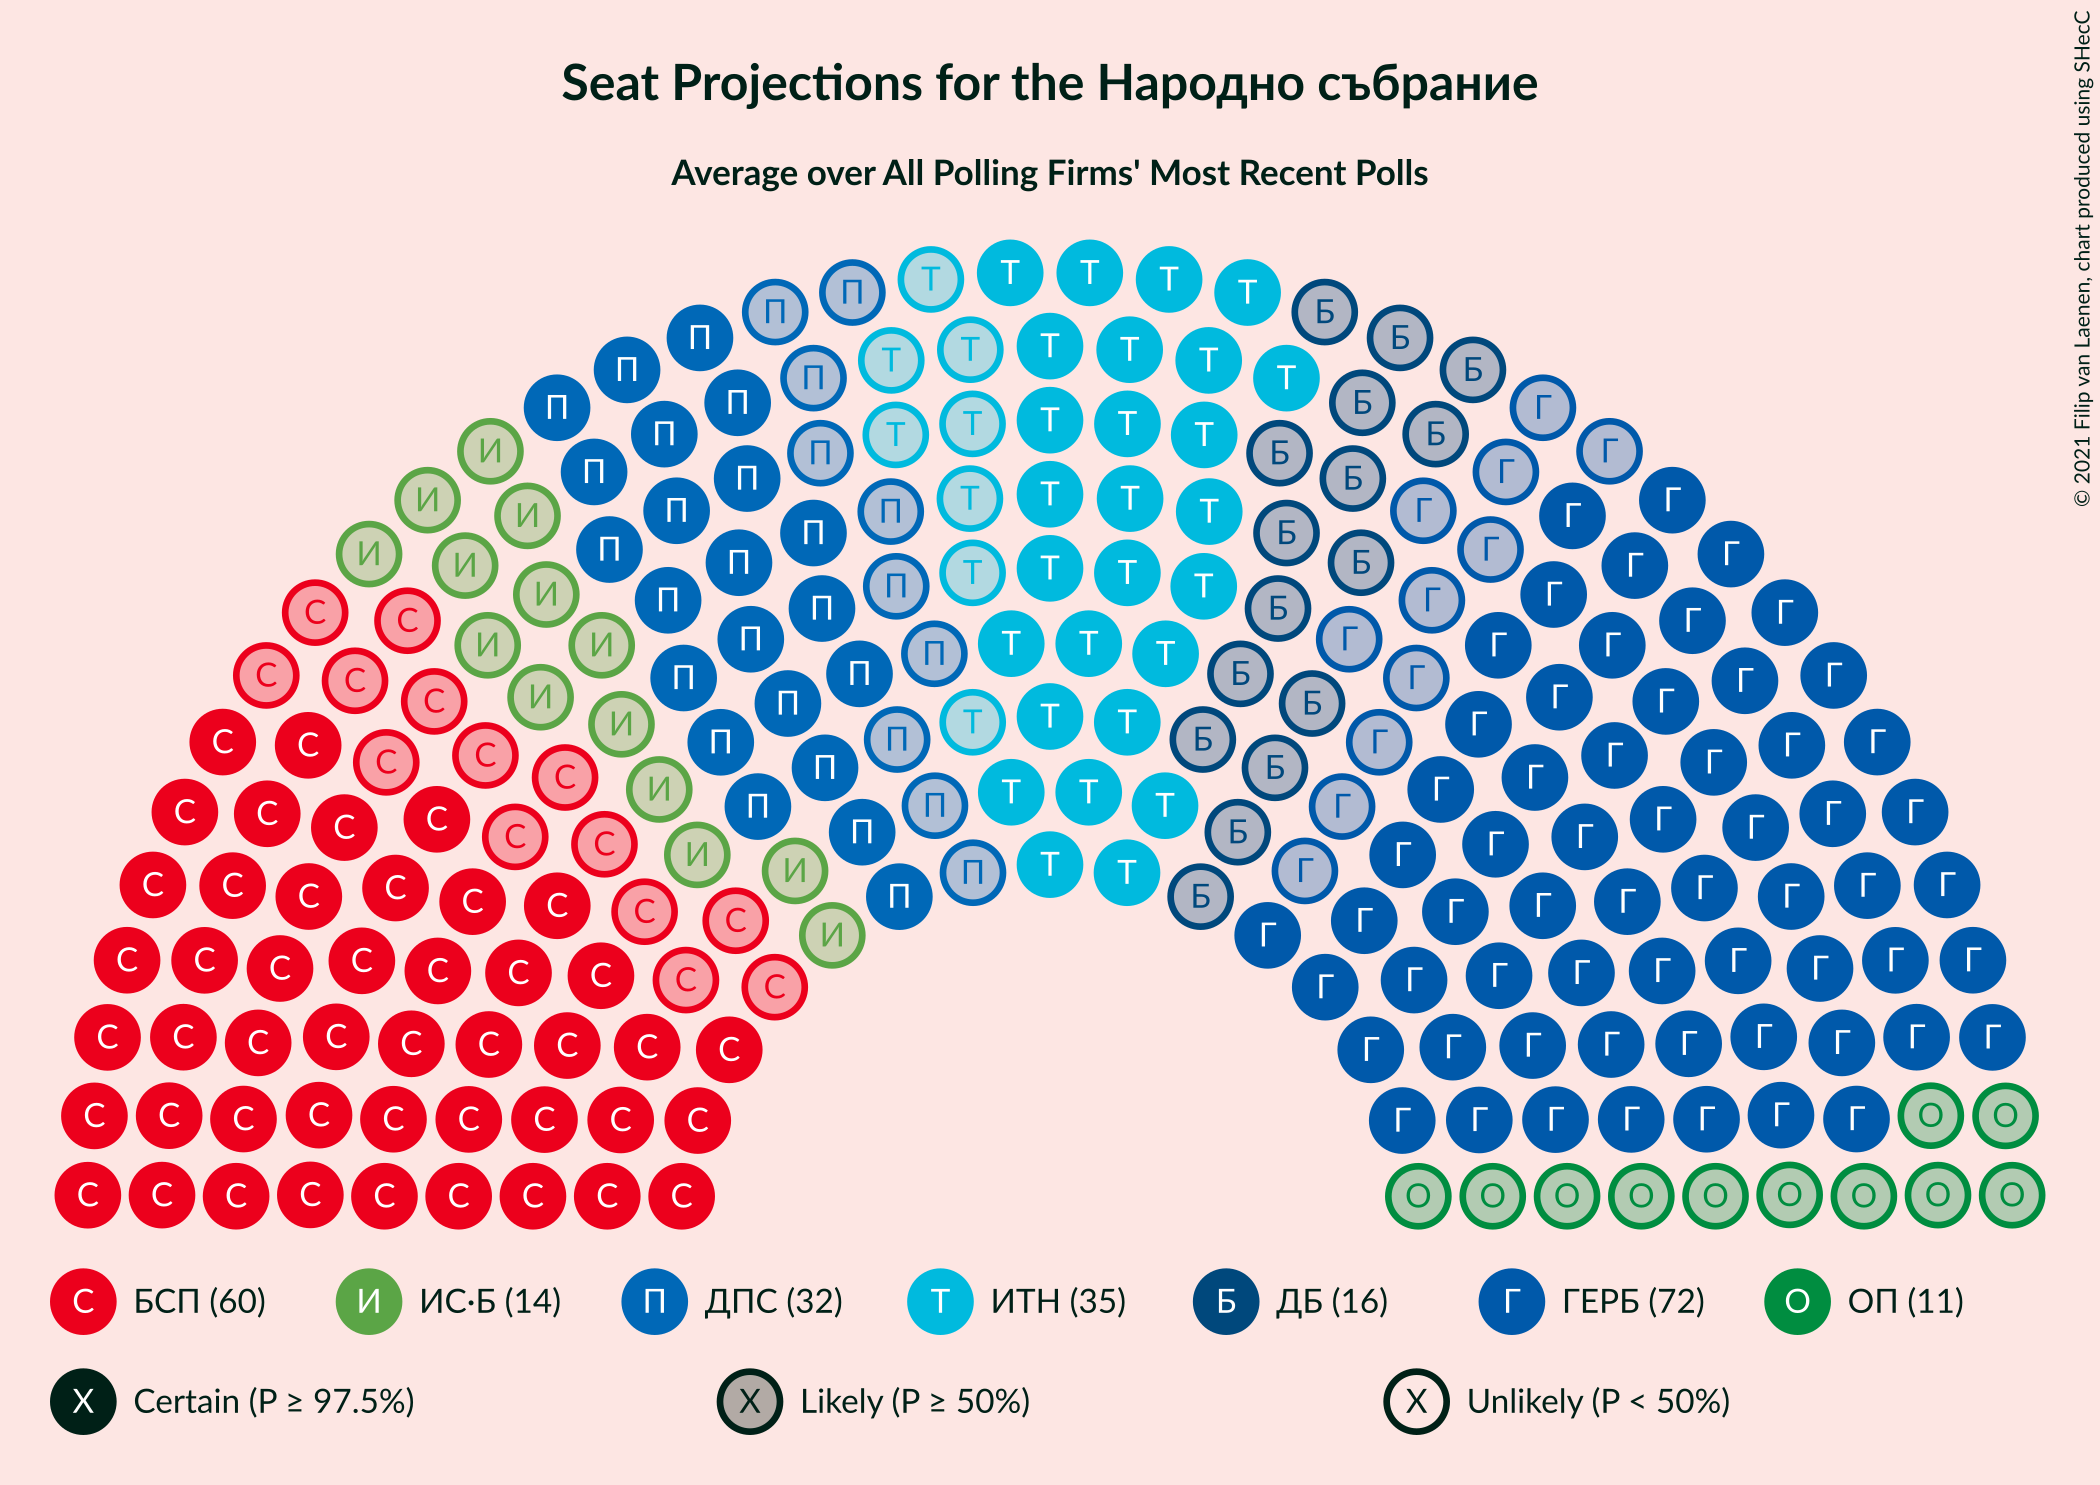 Seat Projections for the Народно събрание
Average over All Polling Firms' Most Recent Polls
© 2021 Filip van Laenen, chart produced using SHecC
П П Т Т Т Т Т Б Б Б Г Г
С БСП (60) И ИС·Б (14) П ДПС (32) Т ИТН (35) Б ДБ (16) Г ГЕРБ (72) О ОП (11)
X Certain (P ≥ 97.5%) X Likely (P ≥ 50%) X Unlikely (P < 50%)